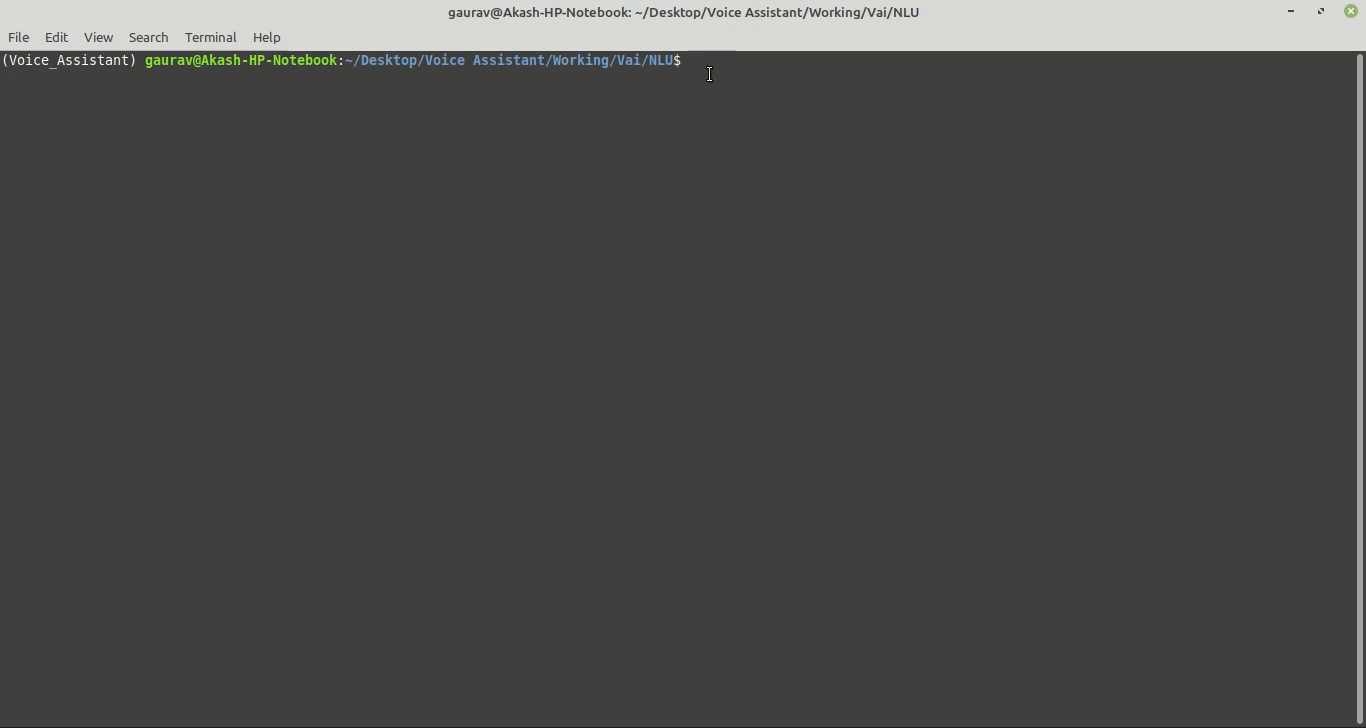 gaurav@Akash-HP-Notebook: ~/Desktop/Voice Assistant/Working/Vai/NLU
File Edit View Search Terminal Help
(Voice_Assistant) gaurav@Akash-HP-Notebook:~/Desktop/Voice Assistant/Working/Vai/NLU$